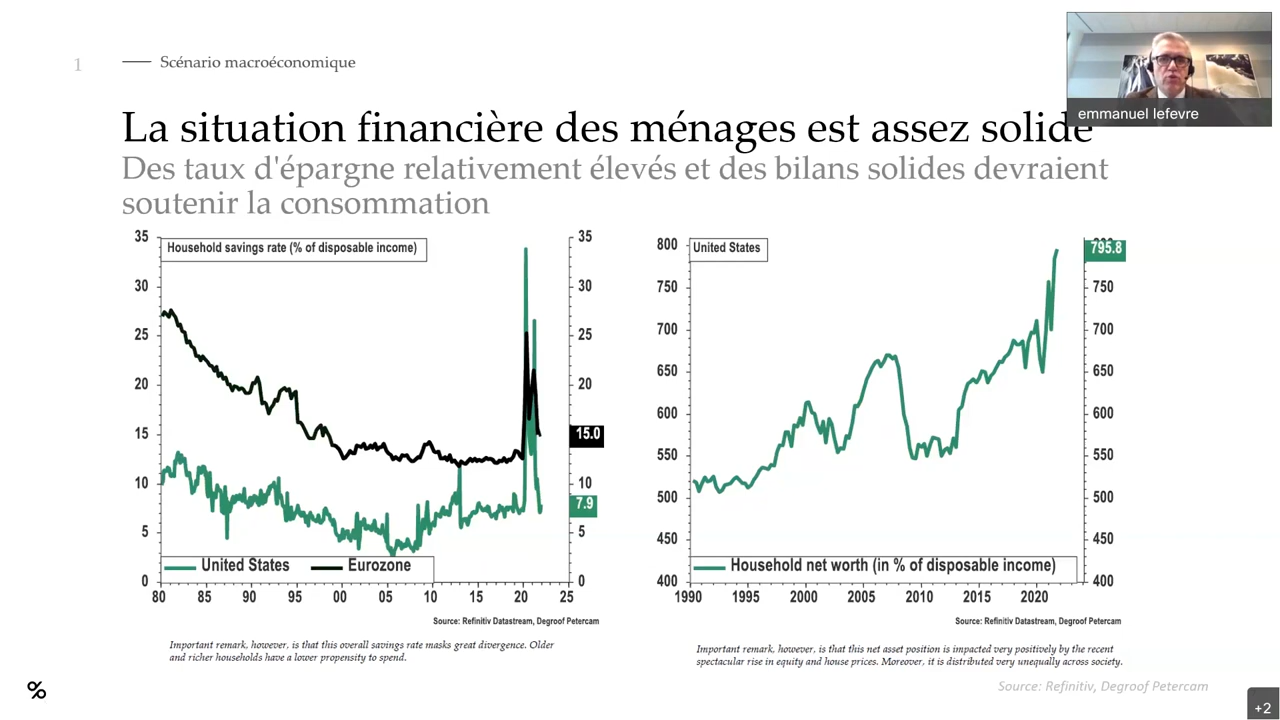 1
Scénario macroéconomique
emmanuel lefevre
La situation financière des ménages est assez solide
Des taux d'épargne relativement élevés et des bilans solides devraient
soutenir la consommation
Household savings rate (% of disposable income)
35
30
25
20
15
10
5
0
35
30
25
20
15.0
10
7.9
5
0
United States
Eurozone
80 85 90 95 00 05 10 15 20 25
Source: Refinitiv Datastream, Degroof Petercam
Important remark, however, is that this overall savings rate masks great divergence. Older
and richer households have a lower propensity to spend.
United States
800
750
700
650
600
550
500
450
400
795.8
750
700
650
600
550
500
450
400
Household net worth (in % of disposable income)
1990 1995 2000 2005 2010 2015 2020
Source: Refinitiv Datastream, Degroof Petercam
Important remark, however, is that this net asset position is impacted very positively by the recent
spectacular rise in equity and house prices. Moreover, it is distributed very unequally across society.
Source: Refinitiv, Degroof Petercam
%
+2